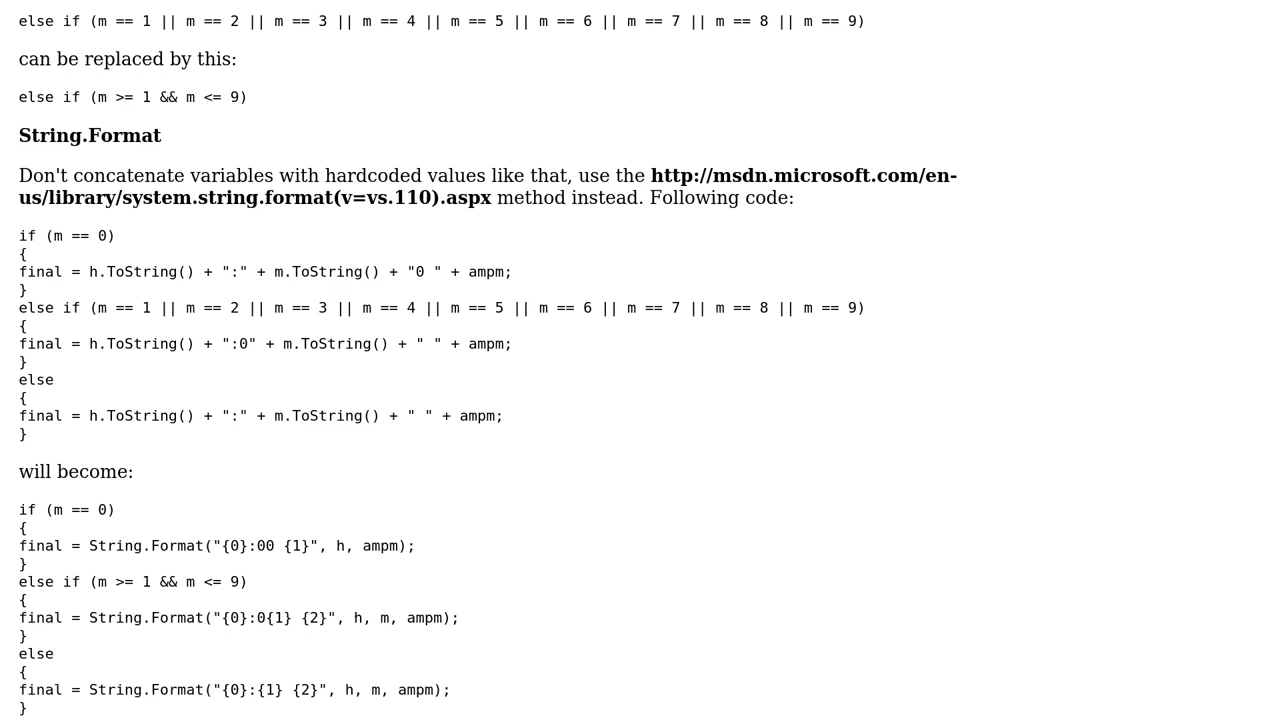 else if (m == 1 || m == 2 || m == 3 || m == 4 || m == 5 || m == 6 || m == 7 || m == 8 || m == 9)
can be replaced by this:
else if (m >= 1 && m <= 9)
String.Format
Don't concatenate variables with hardcoded values like that, use the http://msdn.microsoft.com/en-
us/library/system.string.format(v=vs.110).aspx method instead. Following code:
if (m == 0)
{
final = h.ToString() + ":" + m.ToString() + "0 " + ampm;
}
else if (m == 1 || m == 2 || m == 3 || m == 4 || m == 5 || m == 6 || m == 7 || m == 8 || m == 9)
{
final = h.ToString() + ":0" + m.ToString() + " " + ampm;
}
else
{
final = h.ToString() + ":" + m.ToString() + " " + ampm;
}
will become:
if (m == 0)
{
final = String.Format("{0}:00 {1}", h, ampm);
}
else if (m >= 1 && m <= 9)
{
final = String.Format("{0}:0{1} {2}", h, m, ampm);
}
else
{
final = String.Format("{0}:{1} {2}", h, m, ampm);
}